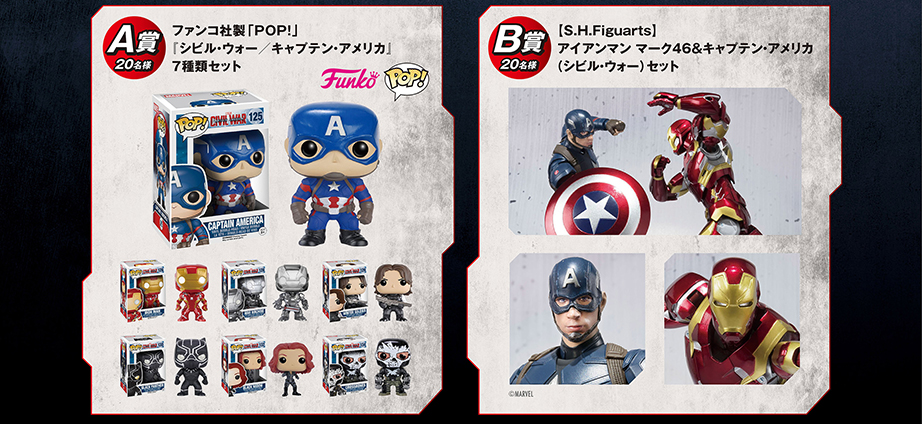 A賞
20名様
ファンコ社製「POP!」
『シビル・ウォー/キャプテン・アメリカ』
7種類セット
Funko
POP!
POP!
CIVIL WAR
125
CAPTAIN AMERICA
B賞
20名様
【S.H.Figuarts】
アイアンマン マーク46&キャプテン・アメリカ
(シビル・ウォー)セット
©MARVEL